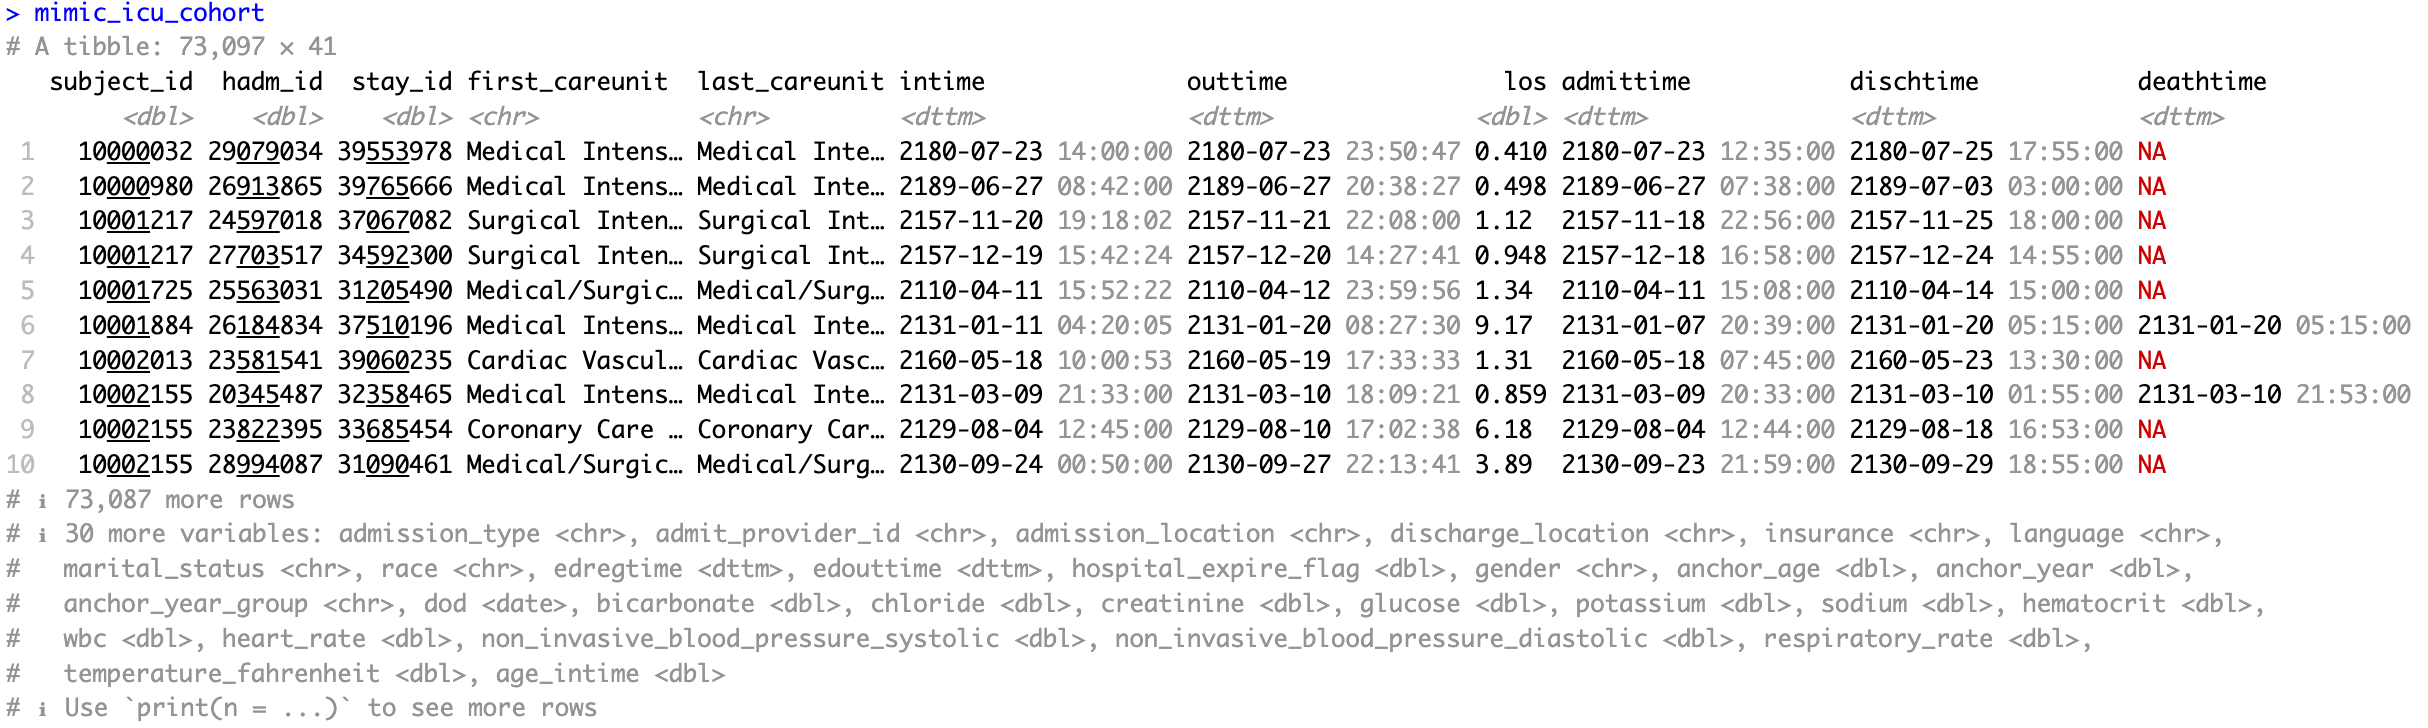 > mimic_icu_cohort
# A tibble: 73,097 × 41
   subject_id  hadm_id  stay_id first_careunit  last_careunit intime              outtime               los admittime           dischtime           deathtime
        <dbl>    <dbl>    <dbl> <chr>           <chr>         <dttm>              <dttm>              <dbl> <dttm>              <dttm>              <dttm>
 1   10000032 29079034 39553978 Medical Intens… Medical Inte… 2180-07-23 14:00:00 2180-07-23 23:50:47 0.410 2180-07-23 12:35:00 2180-07-25 17:55:00 NA
 2   10000980 26913865 39765666 Medical Intens… Medical Inte… 2189-06-27 08:42:00 2189-06-27 20:38:27 0.498 2189-06-27 07:38:00 2189-07-03 03:00:00 NA
 3   10001217 24597018 37067082 Surgical Inten… Surgical Int… 2157-11-20 19:18:02 2157-11-21 22:08:00 1.12  2157-11-18 22:56:00 2157-11-25 18:00:00 NA
 4   10001217 27703517 34592300 Surgical Inten… Surgical Int… 2157-12-19 15:42:24 2157-12-20 14:27:41 0.948 2157-12-18 16:58:00 2157-12-24 14:55:00 NA
 5   10001725 25563031 31205490 Medical/Surgic… Medical/Surg… 2110-04-11 15:52:22 2110-04-12 23:59:56 1.34  2110-04-11 15:08:00 2110-04-14 15:00:00 NA
 6   10001884 26184834 37510196 Medical Intens… Medical Inte… 2131-01-11 04:20:05 2131-01-20 08:27:30 9.17  2131-01-07 20:39:00 2131-01-20 05:15:00 2131-01-20 05:15:00
 7   10002013 23581541 39060235 Cardiac Vascul… Cardiac Vasc… 2160-05-18 10:00:53 2160-05-19 17:33:33 1.31  2160-05-18 07:45:00 2160-05-23 13:30:00 NA
 8   10002155 20345487 32358465 Medical Intens… Medical Inte… 2131-03-09 21:33:00 2131-03-10 18:09:21 0.859 2131-03-09 20:33:00 2131-03-10 01:55:00 2131-03-10 21:53:00
 9   10002155 23822395 33685454 Coronary Care … Coronary Car… 2129-08-04 12:45:00 2129-08-10 17:02:38 6.18  2129-08-04 12:44:00 2129-08-18 16:53:00 NA
10   10002155 28994087 31090461 Medical/Surgic… Medical/Surg… 2130-09-24 00:50:00 2130-09-27 22:13:41 3.89  2130-09-23 21:59:00 2130-09-29 18:55:00 NA
# ℹ 73,087 more rows
# ℹ 30 more variables: admission_type <chr>, admit_provider_id <chr>, admission_location <chr>, discharge_location <chr>, insurance <chr>, language <chr>,
#   marital_status <chr>, race <chr>, edregtime <dttm>, edouttime <dttm>, hospital_expire_flag <dbl>, gender <chr>, anchor_age <dbl>, anchor_year <dbl>,
#   anchor_year_group <chr>, dod <date>, bicarbonate <dbl>, chloride <dbl>, creatinine <dbl>, glucose <dbl>, potassium <dbl>, sodium <dbl>, hematocrit <dbl>,
#   wbc <dbl>, heart_rate <dbl>, non_invasive_blood_pressure_systolic <dbl>, non_invasive_blood_pressure_diastolic <dbl>, respiratory_rate <dbl>,
#   temperature_fahrenheit <dbl>, age_intime <dbl>
# ℹ Use `print(n = ...)` to see more rows